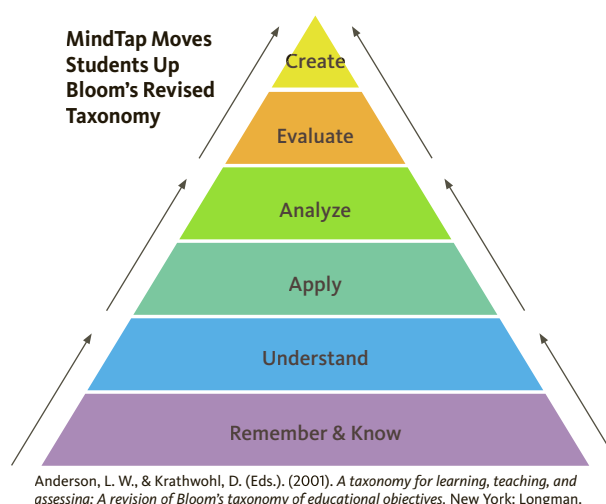 MindTap Moves
Students Up
Bloom’s Revised
Taxonomy
Create
Evaluate
Analyze
Apply
Understand
Remember & Know
Anderson, L. W., & Krathwohl, D. (Eds.). (2001). A taxonomy for learning, teaching, and
assessing: A revision of Bloom’s taxonomy of educational objectives. New York: Longman.